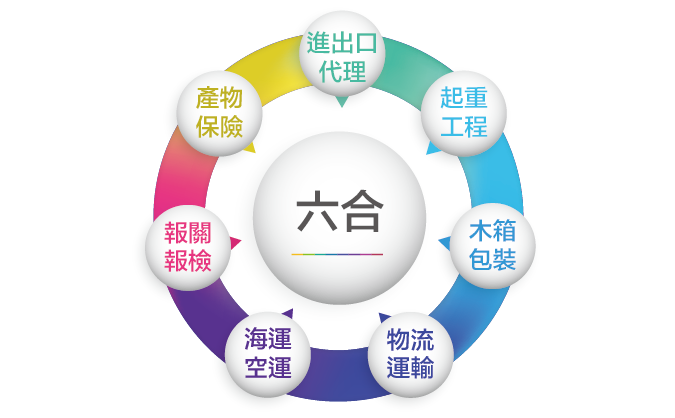 進出口
代理
起重
工程
木箱
包裝
物流
運輸
海運
空運
報關
報檢
產物
保險
六合